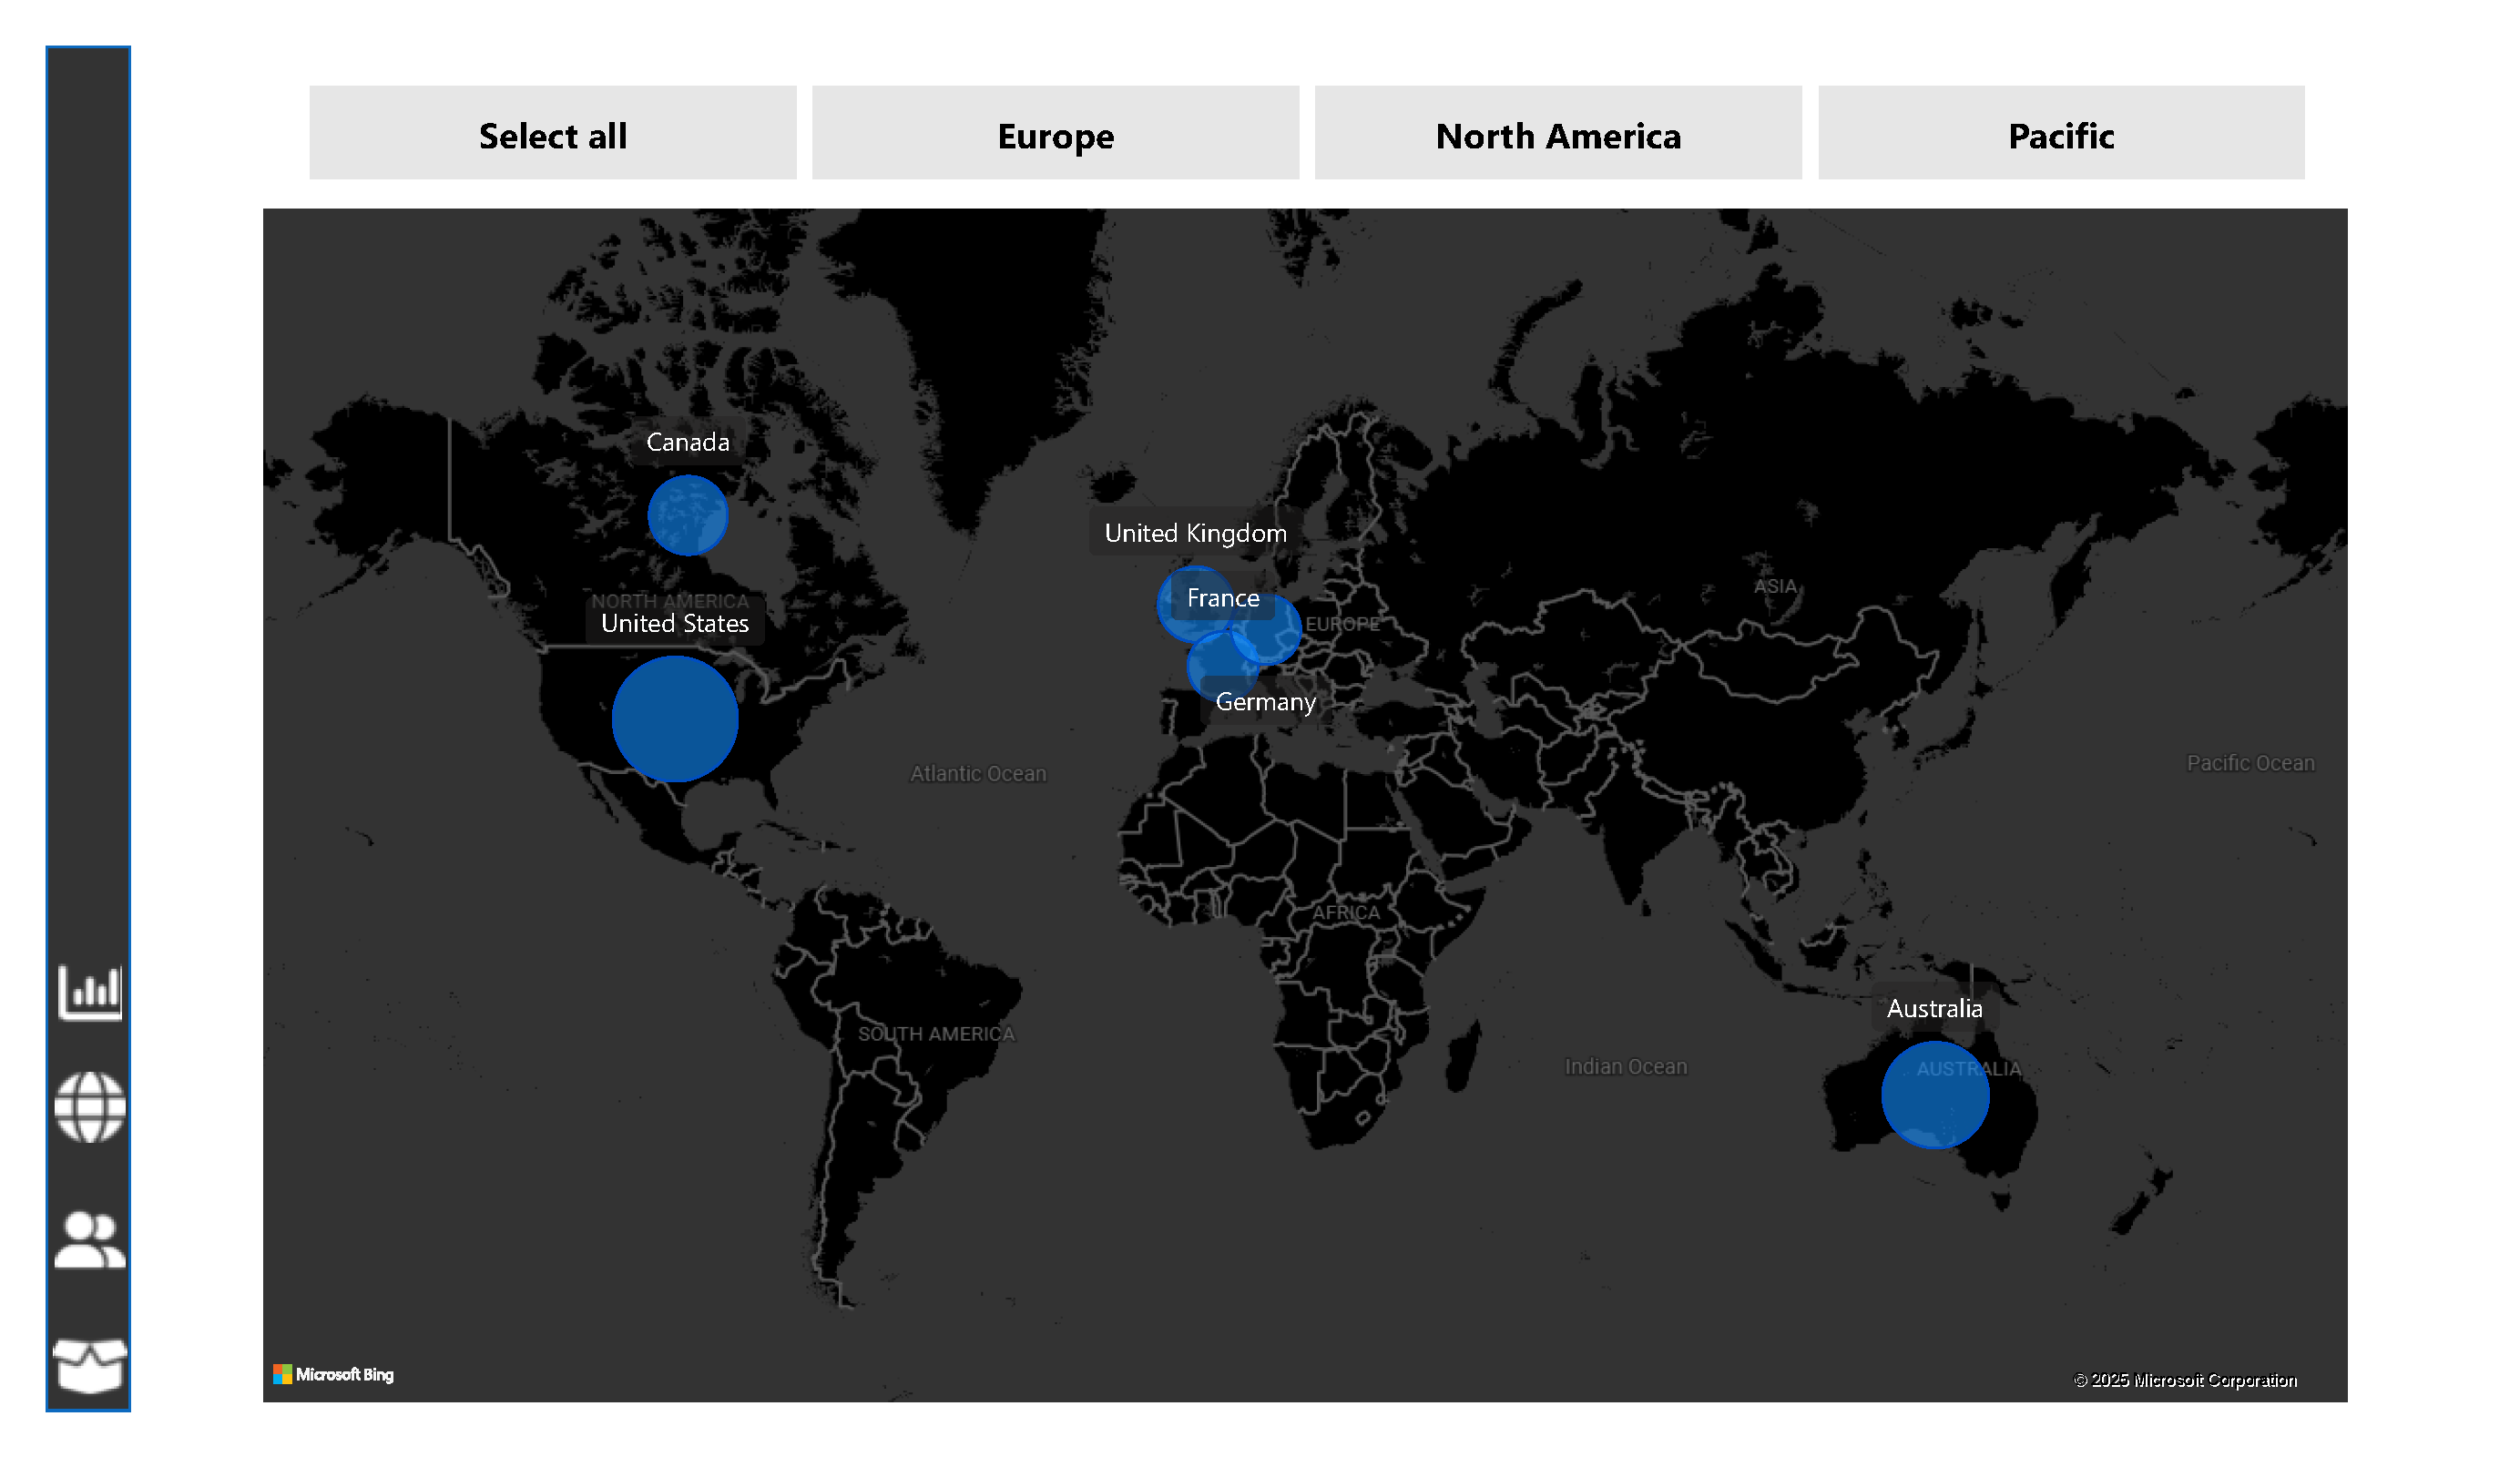 Select all
Europe
North America
Pacific
Canada
United Kingdom
France
ASIA
NORTH AMERICA
United States
EUROPE
Germany
Atlantic Ocean
Pacific Ocean
AFRICA
Australia
SOUTH AMERICA
Indian Ocean
AUSTRALIA
Microsoft Bing
© 2025 Microsoft Corporation